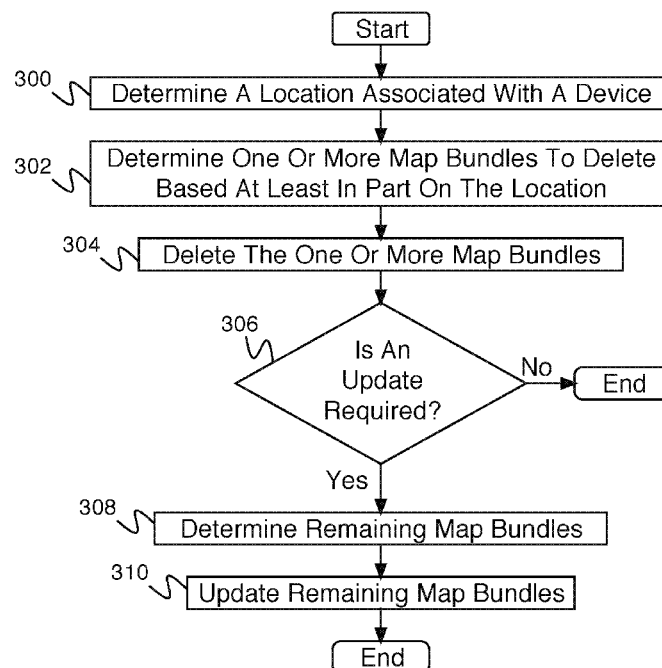 Start
300
Determine A Location Associated With A Device
302
Determine One Or More Map Bundles To Delete
Based At Least In Part On The Location
304
Delete The One Or More Map Bundles
306
Is An
Update
Required?
No
End
Yes
308
Determine Remaining Map Bundles
310
Update Remaining Map Bundles
End